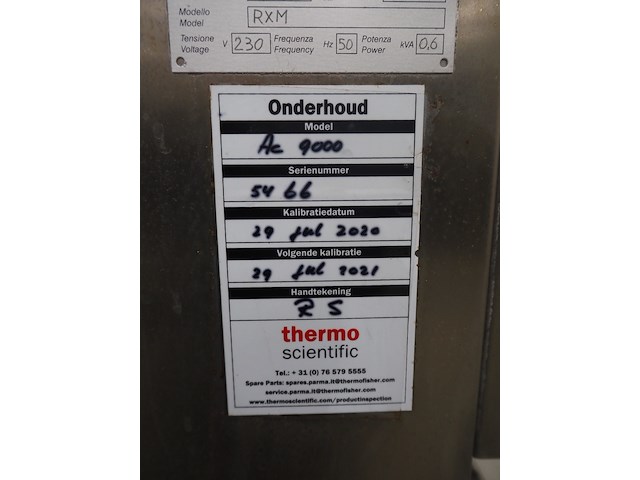 Modello
Model RXM
Tensione
Voltage V 230 Frequenza
Frequency Hz 50 Potenza
Power kVA 0,6
Onderhoud
Model
Ac 9000
Serienummer
5466
Kalibratiedatum
29 jul 2020
Volgende kalibratie
29 jul 2021
Handtekening
R S
thermo
scientific
Tel.: + 31 (0) 76 579 5555
Spare Parts: spares.parma.it@thermofisher.com
service.parma.it@thermofisher.com
www.thermoscientific.com/productinspection